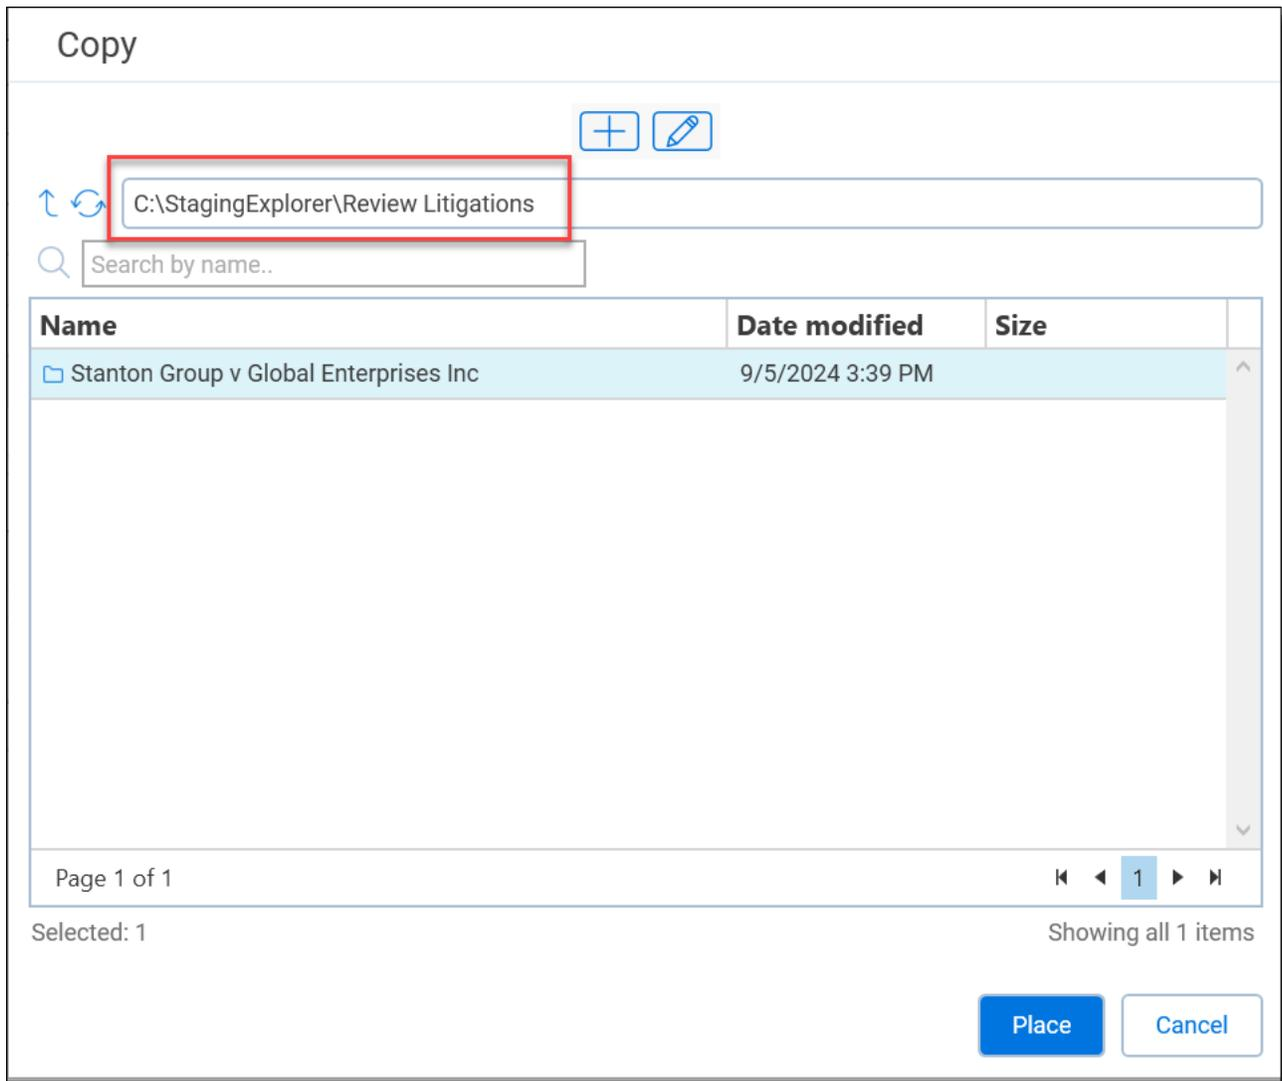 Copy
C:\StagingExplorer\Review Litigations
Search by name..
Name Date modified Size
Stanton Group v Global Enterprises Inc 9/5/2024 3:39 PM
Page 1 of 1 1
Selected: 1 Showing all 1 items
Place Cancel